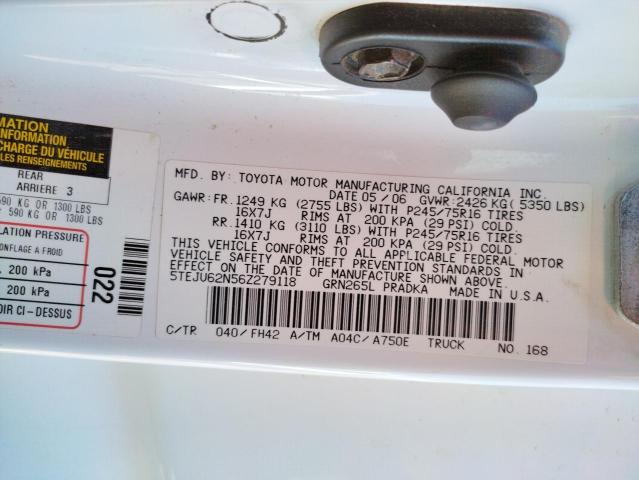 MATION
INFORMATION
CHARGE DU VÉHICULE
LES RENSEIGNEMENTS
REAR
ARRIERE 3
590 KG OR 1300 LBS
590 KG OR 1300 LBS
LATION PRESSURE
GONFLAGE A FROID
200 kPa
200 kPa
OIR CI-DESSUS
022
MFD. BY: TOYOTA MOTOR MANUFACTURING CALIFORNIA INC.
DATE 05/06 GVWR:2426 KG( 5350 LBS)
GAWR: FR. 1249 KG (2755 LBS) WITH P245/75R16 TIRES
16X7J RIMS AT 200 KPA (29 PSI) COLD.
RR. 1410 KG (3110 LBS) WITH P245/75R16 TIRES
16X7J RIMS AT 200 KPA (29 PSI) COLD
THIS VEHICLE CONFORMS TO ALL APPLICABLE FEDERAL MOTOR
VEHICLE SAFETY AND THEFT PREVENTION STANDARDS IN
EFFECT ON THE DATE OF MANUFACTURE SHOWN ABOVE.
5TEJU62N56Z279118 GRN265L PRADKA MADE IN U.S.A.
C/TR 040/FH42 A/TM A04C/A750E TRUCK NO. 168